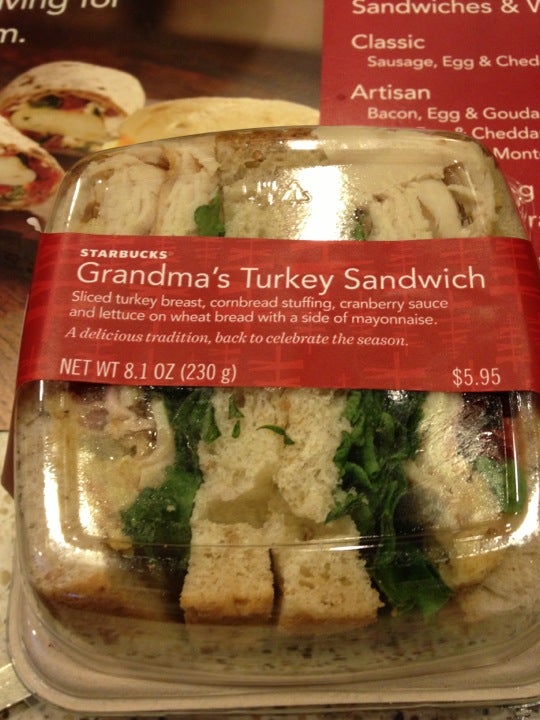 m.
Sandwiches &
Classic
Sausage, Egg & Ched
Artisan
Bacon, Egg & Gouda
& Chedda
Mont
STARBUCKS
Grandma's Turkey Sandwich
Sliced turkey breast, cornbread stuffing, cranberry sauce
and lettuce on wheat bread with a side of mayonnaise.
A delicious tradition, back to celebrate the season.
NET WT 8.1 OZ (230 g)
$5.95